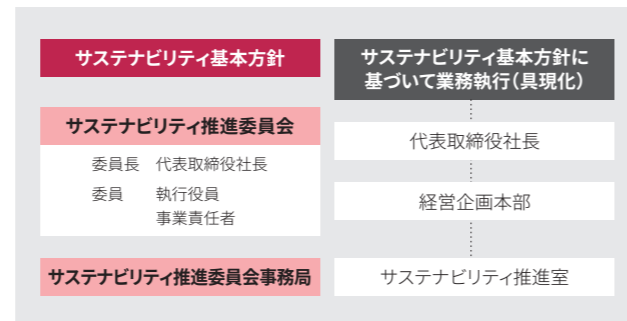 サステナビリティ基本方針
サステナビリティ推進委員会
委員長 代表取締役社長
委員 執行役員
事業責任者
サステナビリティ推進委員会事務局
サステナビリティ基本方針に
基づいて業務執行(具現化)
代表取締役社長
経営企画本部
サステナビリティ推進室